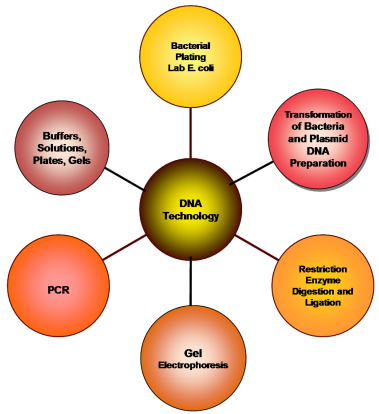 Bacterial
Plating
Lab E. coli
Transformation
of Bacteria
and Plasmid
DNA
Preparation
Buffers,
Solutions,
Plates, Gels
DNA
Technology
PCR
Restriction
Enzyme
Digestion and
Ligation
Gel
Electrophoresis